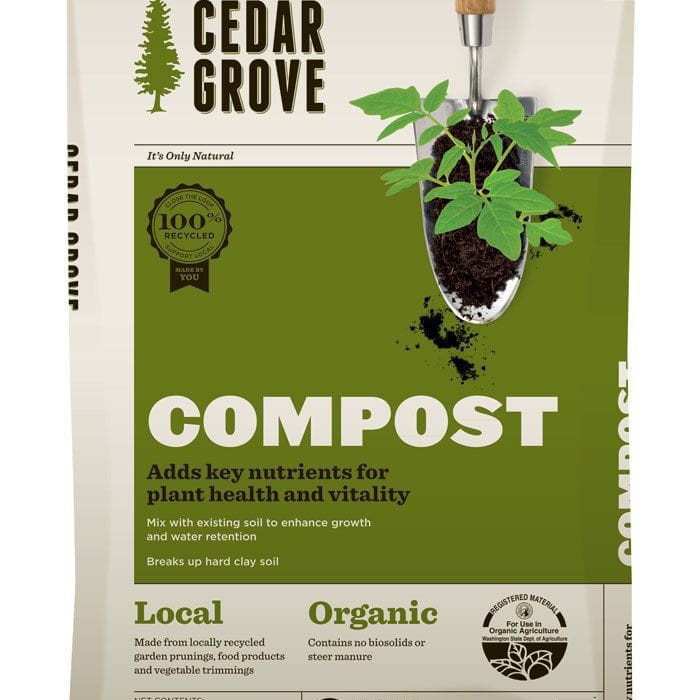 CEDAR
GROVE
It's Only Natural
CEDAR GROVE
CLOSE THE LOOP
100%
RECYCLED
SUPPORT LOCAL
MADE BY
YOU
COMPOST
Adds key nutrients for
plant health and vitality
Mix with existing soil to enhance growth
and water retention
Breaks up hard clay soil
COMPOST
Local
Made from locally recycled
garden prunings, food products
and vegetable trimmings
Organic
Contains no biosolids or
steer manure
REGISTERED MATERIAL
For Use In
Organic Agriculture
Washington State Dept. of Agriculture
nutrients for
NET CONTENTS: